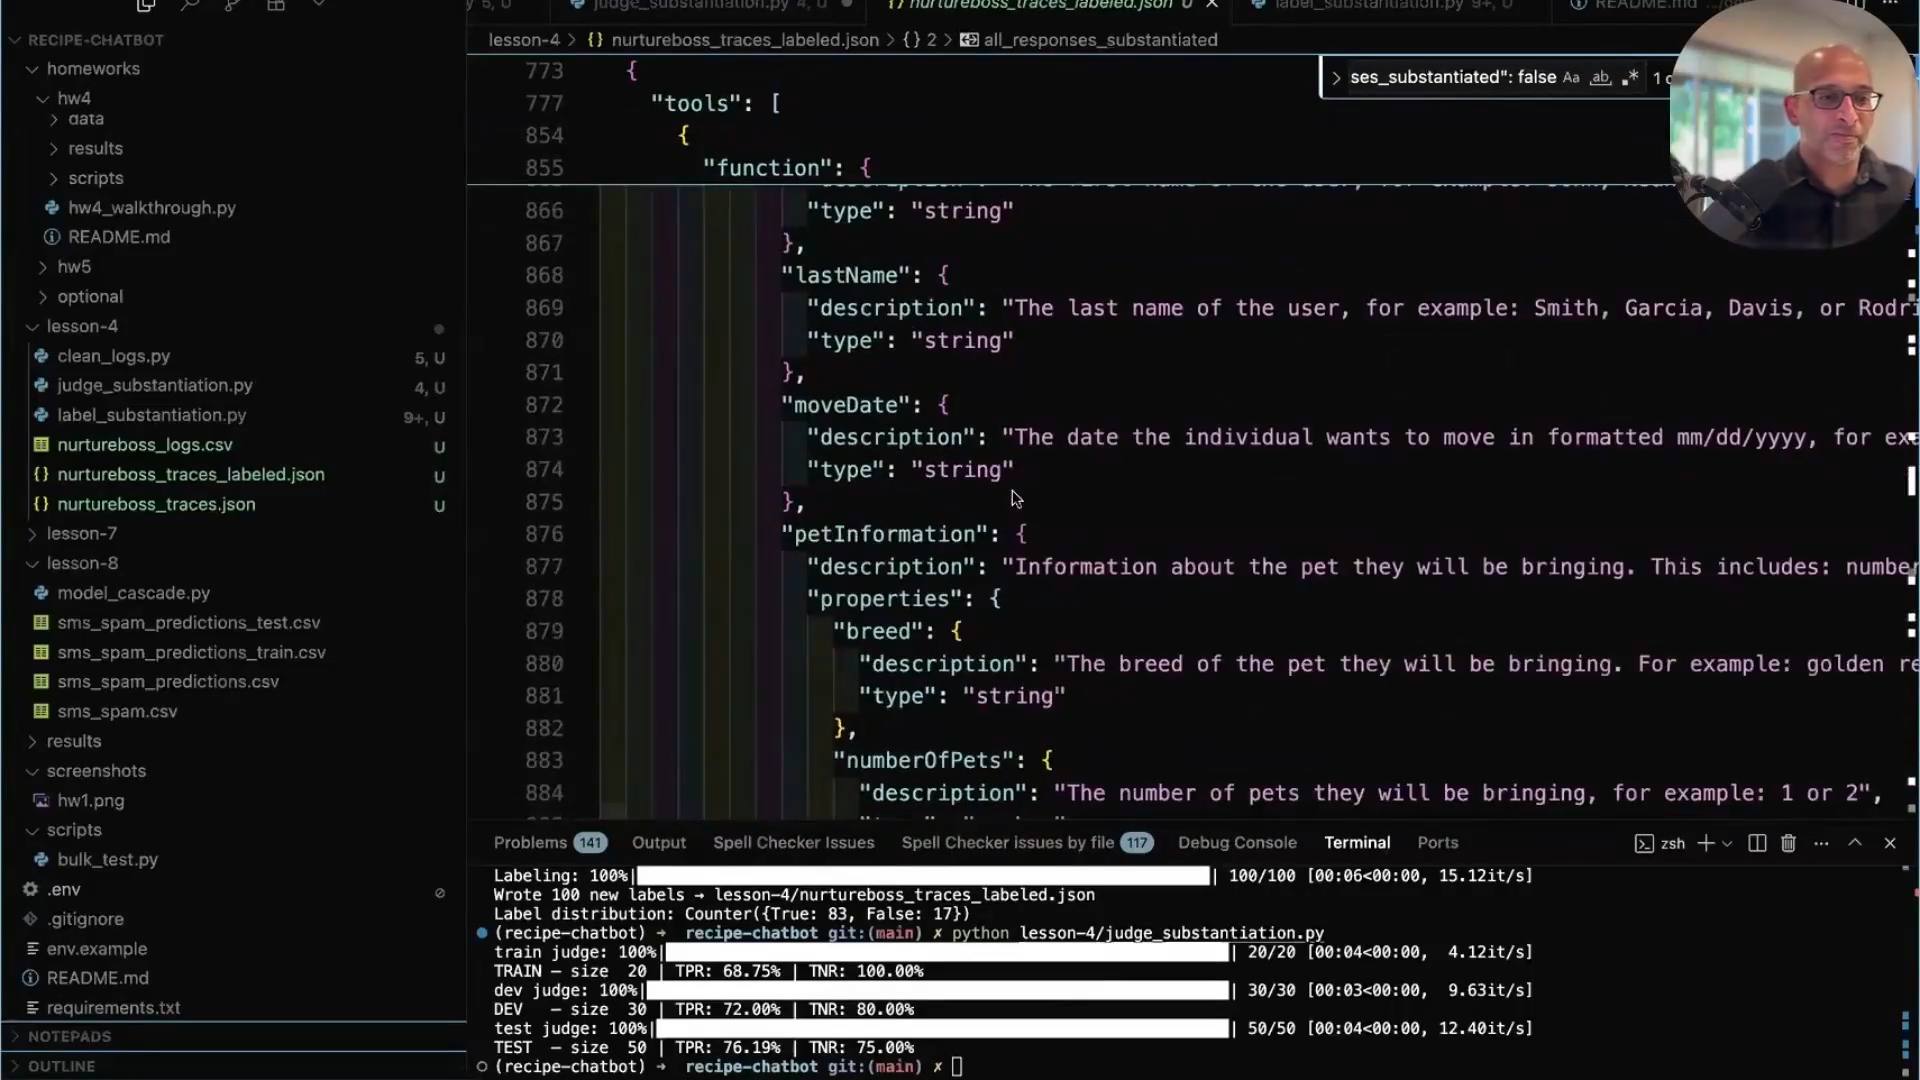 judge_substantiation.py 4, U
nurtureboss_traces_labeled.json U
label_substantiation.py 9+, U
README.md
RECIPE-CHATBOT
homeworks
hw4
data
results
scripts
hw4_walkthrough.py
README.md
hw5
optional
lesson-4
clean_logs.py 5, U
judge_substantiation.py 4, U
label_substantiation.py 9+, U
nurtureboss_logs.csv U
nurtureboss_traces_labeled.json U
nurtureboss_traces.json U
lesson-7
lesson-8
model_cascade.py
sms_spam_predictions_test.csv
sms_spam_predictions_train.csv
sms_spam_predictions.csv
sms_spam.csv
results
screenshots
hw1.png
scripts
bulk_test.py
.env
.gitignore
env.example
README.md
requirements.txt
NOTEPADS
OUTLINE
lesson-4 > {} nurtureboss_traces_labeled.json > {} 2 > all_responses_substantiated
ses_substantiated": false Aa ab .*
773 {
777 "tools": [
854 {
855 "function": {
866 "type": "string"
867 },
868 "lastName": {
869 "description": "The last name of the user, for example: Smith, Garcia, Davis, or
870 "type": "string"
871 },
872 "moveDate": {
873 "description": "The date the individual wants to move in formatted mm/dd/yyyy, for
874 "type": "string"
875 },
876 "petInformation": {
877 "description": "Information about the pet they will be bringing. This includes:
878 "properties": {
879 "breed": {
880 "description": "The breed of the pet they will be bringing. For example: golden
881 "type": "string"
882 },
883 "numberOfPets": {
884 "description": "The number of pets they will be bringing, for example: 1 or 2",
Problems 141 Output Spell Checker Issues Spell Checker issues by file 117 Debug Console Terminal Ports zsh
Labeling: 100%| | 100/100 [00:06<00:00, 15.12it/s]
Wrote 100 new labels → lesson-4/nurtureboss_traces_labeled.json
Label distribution: Counter({True: 83, False: 17})
(recipe-chatbot) → recipe-chatbot git:(main) ✗ python lesson-4/judge_substantiation.py
train judge: 100%| | 20/20 [00:04<00:00, 4.12it/s]
TRAIN — size 20 | TPR: 68.75% | TNR: 100.00%
dev judge: 100%| | 30/30 [00:03<00:00, 9.63it/s]
DEV — size 30 | TPR: 72.00% | TNR: 80.00%
test judge: 100%| | 50/50 [00:04<00:00, 12.40it/s]
TEST — size 50 | TPR: 76.19% | TNR: 75.00%
(recipe-chatbot) → recipe-chatbot git:(main) ✗